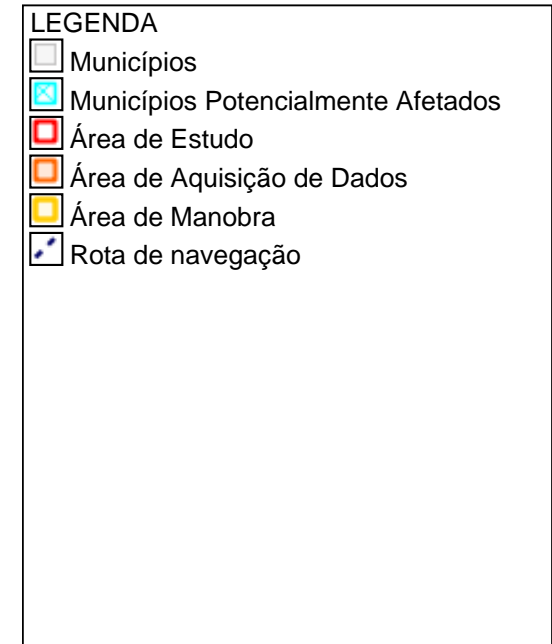 LEGENDA
Municípios
Municípios Potencialmente Afetados
Área de Estudo
Área de Aquisição de Dados
Área de Manobra
Rota de navegação